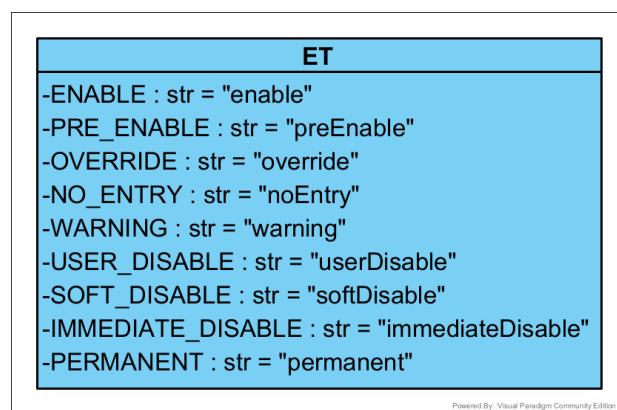 ET
-ENABLE : str = "enable"
-PRE_ENABLE : str = "preEnable"
-OVERRIDE : str = "override"
-NO_ENTRY : str = "noEntry"
-WARNING : str = "warning"
-USER_DISABLE : str = "userDisable"
-SOFT_DISABLE : str = "softDisable"
-IMMEDIATE_DISABLE : str = "immediateDisable"
-PERMANENT : str = "permanent"
Powered By Visual Paradigm Community Edition